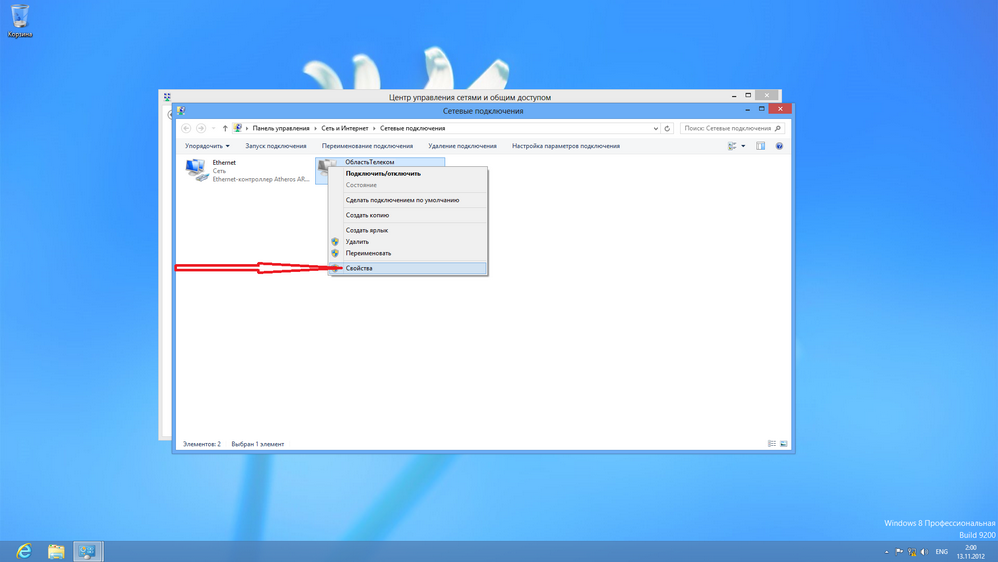 Корзина
Центр управления сетями и общим доступом
Сетевые подключения
Панель управления
Сеть и Интернет
Сетевые подключения
Поиск: Сетевые подключения
Упорядочить
Запуск подключения
Переименование подключения
Удаление подключения
Настройка параметров подключения
Ethernet
Сеть
Ethernet-контроллер Atheros AR...
ОбластьТелеком
Подключить/отключить
Состояние
Сделать подключением по умолчанию
Создать копию
Создать ярлык
Удалить
Переименовать
Свойства
Элементов: 2
Выбран 1 элемент
Windows 8 Профессиональная
Build 9200
ENG
2:00
13.11.2012